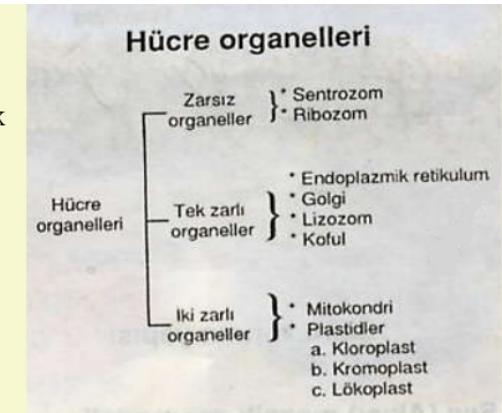 k
Hücre organelleri
Zarsız
organeller
* Sentrozom
* Ribozom
Hücre
organelleri
Tek zarlı
organeller
* Endoplazmik retikulum
* Golgi
* Lizozom
* Koful
İki zarlı
organeller
* Mitokondri
* Plastidler
a. Kloroplast
b. Kromoplast
c. Lökoplast